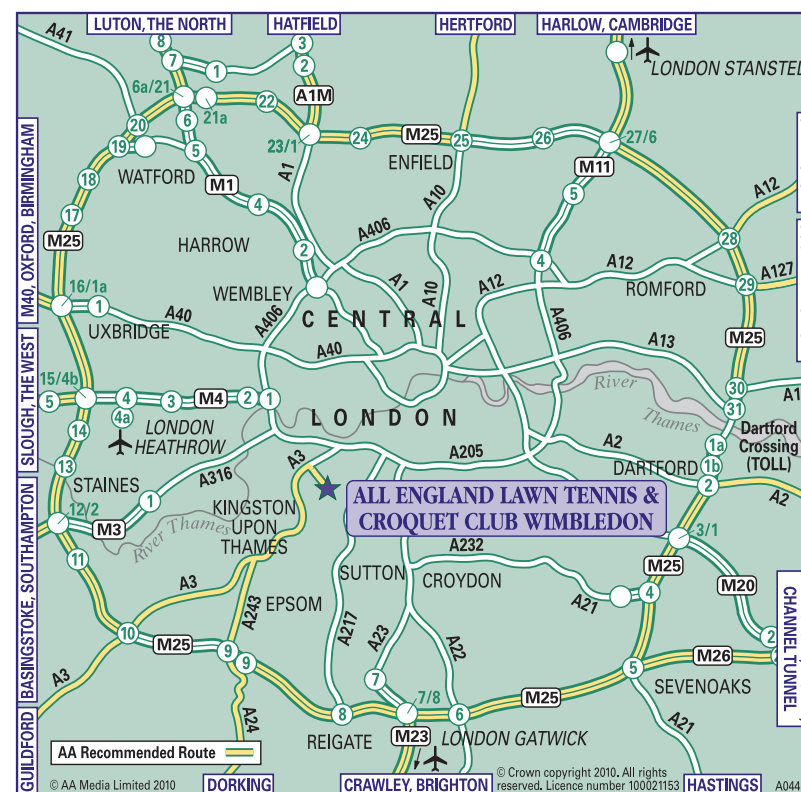 LUTON, THE NORTH
HATFIELD
HERTFORD
HARLOW, CAMBRIDGE
A41
8
7
1
3
2
LONDON STANSTED
6a/21
A1M
22
21a
6
20
23/1
24
M25
25
26
27/6
ENFIELD
19
5
WATFORD
M1
A1
M11
18
4
A10
5
A12
17
M40, OXFORD, BIRMINGHAM
M25
HARROW
2
A406
4
28
A12
16/1a
WEMBLEY
A1
A10
A12
ROMFORD
29
A127
1
UXBRIDGE
A40
A406
CENTRAL
A406
A13
M25
A40
SLOUGH, THE WEST
15/4b
River
30
5
4
3
M4
2
1
31
4a
LONDON
HEATHROW
LONDON
Thames
14
Dartford
Crossing
(TOLL)
1a
13
A316
A3
A205
A2
1b
STAINES
DARTFORD
2
A2
1
KINGSTON
UPON
THAMES
ALL ENGLAND LAWN TENNIS &
CROQUET CLUB WIMBLEDON
12/2
M3
River Thames
3/1
BASINGSTOKE, SOUTHAMPTON
11
A232
M25
M20
A3
SUTTON
CROYDON
A21
4
CHANNEL TUNNEL
A243
EPSOM
A217
10
M25
9
9
A23
A22
2
5
M26
A3
7
SEVENOAKS
GUILDFORD
A24
8
7/8
6
M25
A21
REIGATE
M23
LONDON GATWICK
AA Recommended Route
© AA Media Limited 2010
DORKING
CRAWLEY, BRIGHTON
© Crown copyright 2010. All rights
reserved. Licence number 100021153
HASTINGS
A044